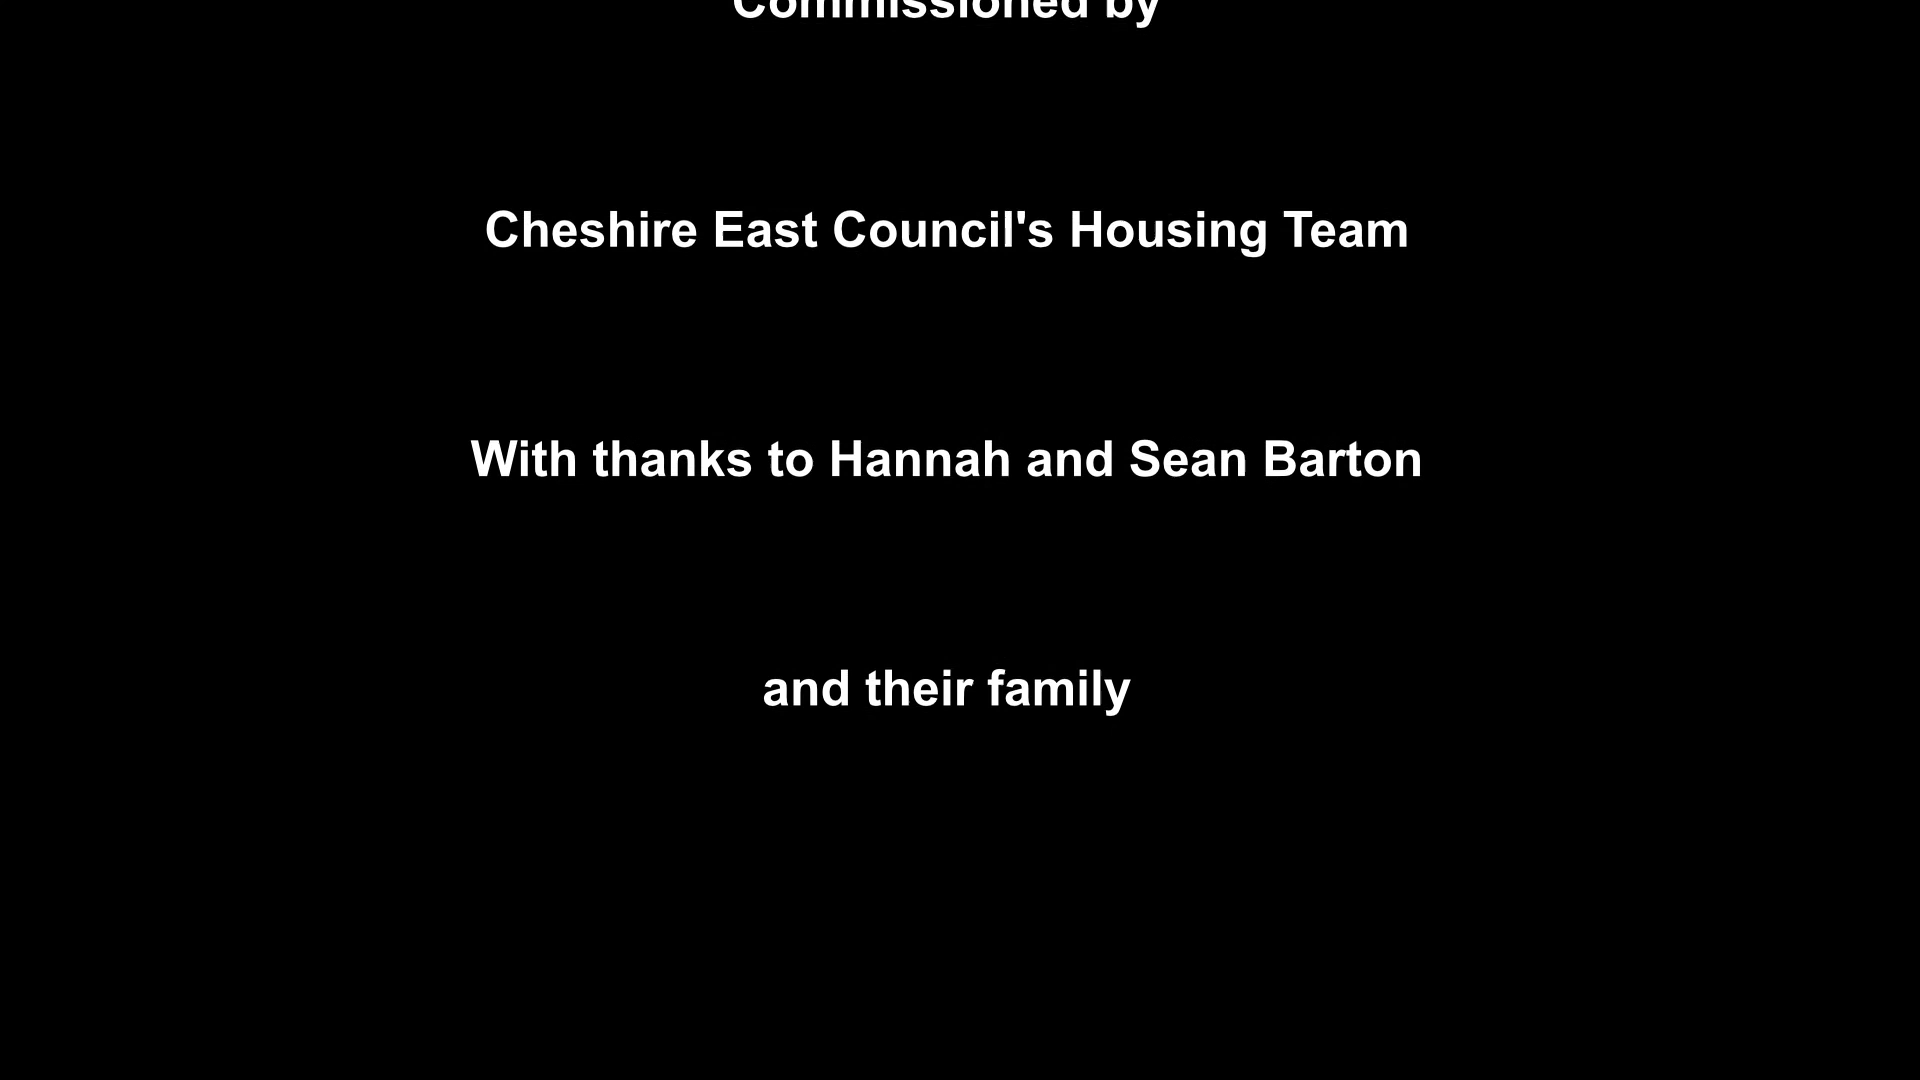 Commissioned by
Cheshire East Council's Housing Team
With thanks to Hannah and Sean Barton
and their family